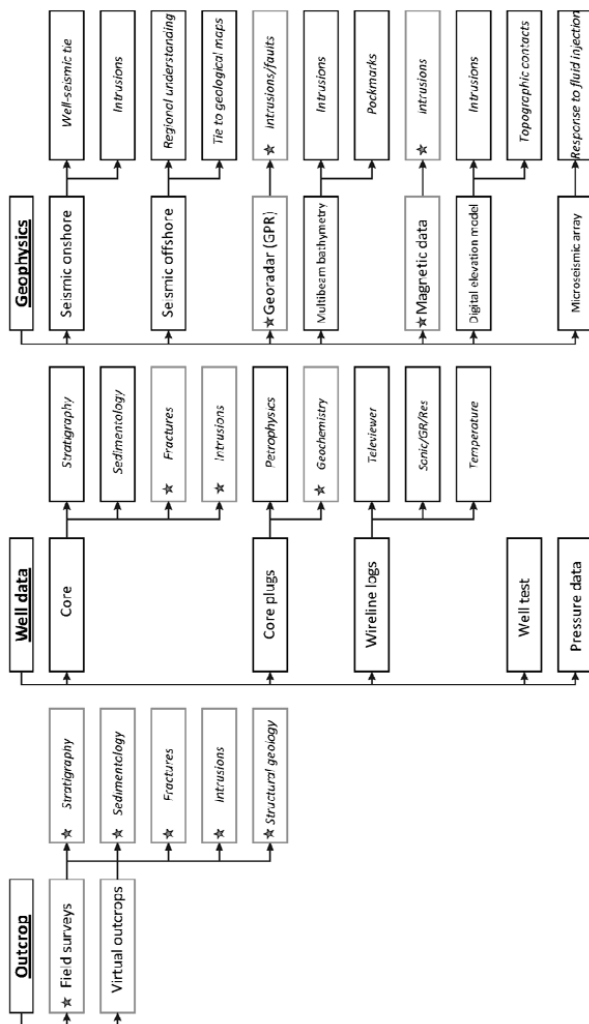 Outcrop
★ Field surveys
Virtual outcrops
★ Stratigraphy
★ Sedimentology
★ Fractures
★ Intrusions
★ Structural geology
Well data
Core
Stratigraphy
Sedimentology
★ Fractures
★ Intrusions
Core plugs
Petrophysics
★ Geochemistry
Wireline logs
Televiewer
Sonic/GR/Res
Temperature
Well test
Pressure data
Geophysics
Seismic onshore
Well-seismic tie
Intrusions
Seismic offshore
Regional understanding
Tie to geological maps
★ Georadar (GPR)
★ Intrusions/faults
Multibeam bathymetry
Intrusions
Pockmarks
★ Magnetic data
★ Intrusions
Digital elevation model
Intrusions
Topographic contacts
Microseismic array
Response to fluid injection